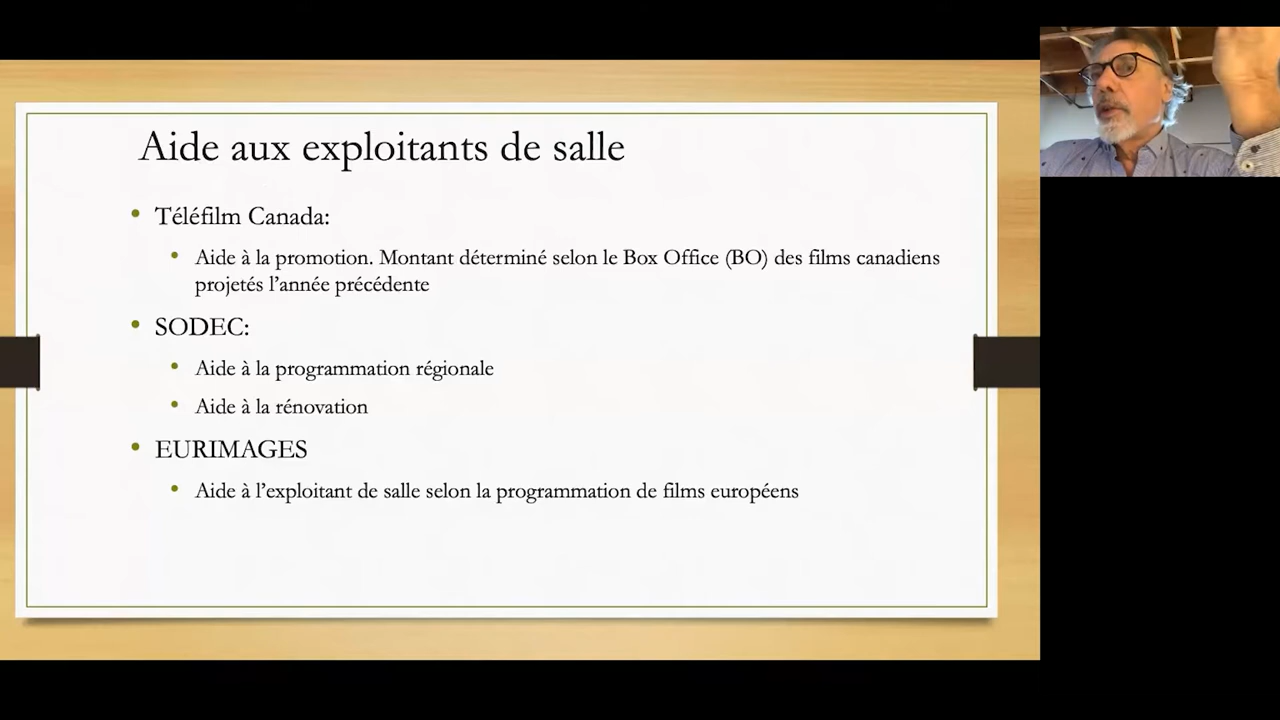 Aide aux exploitants de salle
• Téléfilm Canada:
• Aide à la promotion. Montant déterminé selon le Box Office (BO) des films canadiens
projetés l’année précédente
• SODEC:
• Aide à la programmation régionale
• Aide à la rénovation
• EURIMAGES
• Aide à l’exploitant de salle selon la programmation de films européens